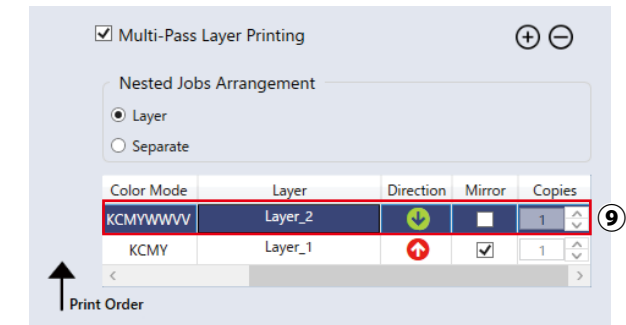 Multi-Pass Layer Printing
Nested Jobs Arrangement
Layer
Separate
Color Mode Layer Direction Mirror Copies
KCMYWWVV Layer_2 1 ⑨
KCMY Layer_1 1
Print Order